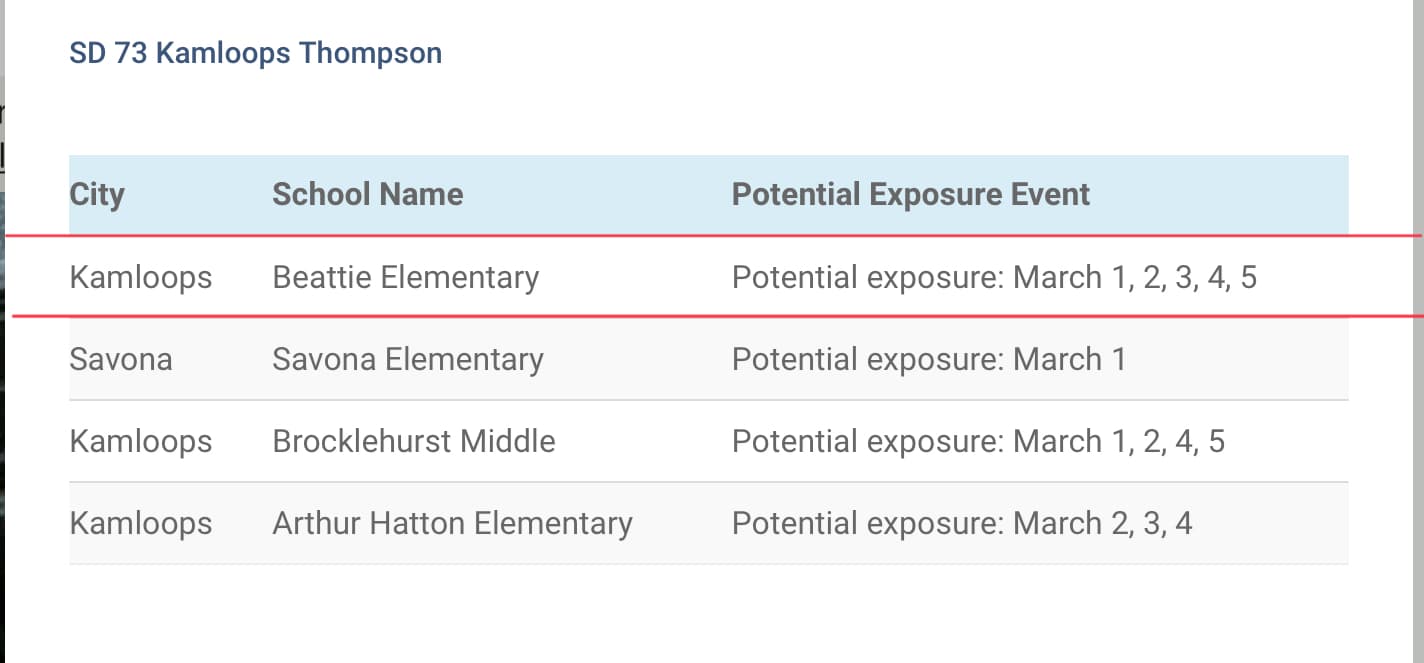 SD 73 Kamloops Thompson
City School Name Potential Exposure Event
Kamloops Beattie Elementary Potential exposure: March 1, 2, 3, 4, 5
Savona Savona Elementary Potential exposure: March 1
Kamloops Brocklehurst Middle Potential exposure: March 1, 2, 4, 5
Kamloops Arthur Hatton Elementary Potential exposure: March 2, 3, 4